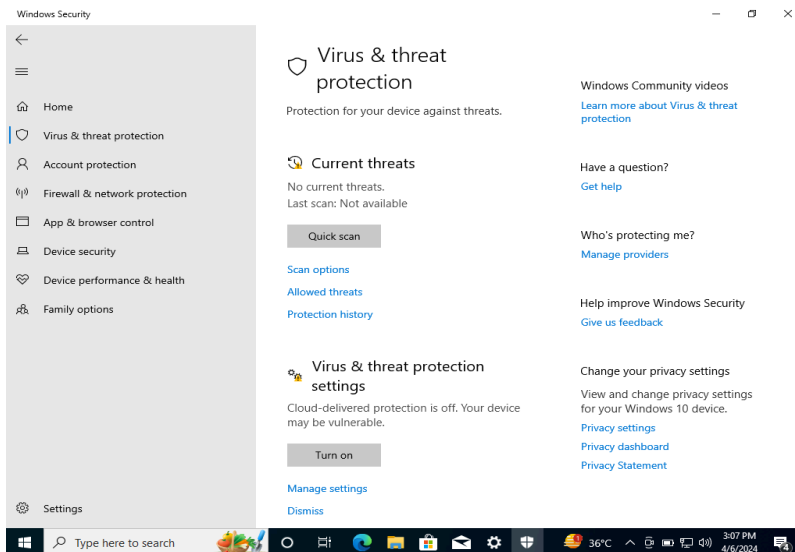 Windows Security
Home
Virus & threat protection
Account protection
Firewall & network protection
App & browser control
Device security
Device performance & health
Family options
Settings
Virus & threat
protection
Protection for your device against threats.
Current threats
No current threats.
Last scan: Not available
Quick scan
Scan options
Allowed threats
Protection history
Virus & threat protection
settings
Cloud-delivered protection is off. Your device
may be vulnerable.
Turn on
Manage settings
Dismiss
Windows Community videos
Learn more about Virus & threat
protection
Have a question?
Get help
Who's protecting me?
Manage providers
Help improve Windows Security
Give us feedback
Change your privacy settings
View and change privacy settings
for your Windows 10 device.
Privacy settings
Privacy dashboard
Privacy Statement
Type here to search
36°C
3:07 PM
4/6/2024